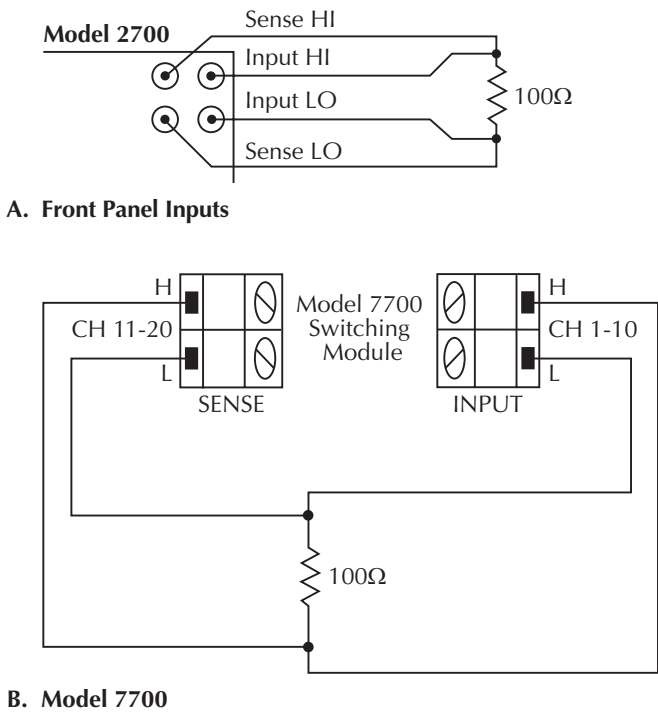 Model 2700
Sense HI
Input HI
Input LO
Sense LO
100Ω
A. Front Panel Inputs
H
CH 11-20
L
SENSE
Model 7700
Switching
Module
H
CH 1-10
L
INPUT
100Ω
B. Model 7700